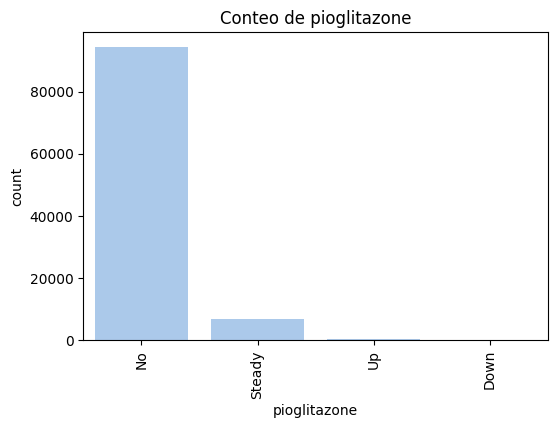 Conteo de pioglitazone
count
80000
60000
40000
20000
0
No
Steady
Up
Down
pioglitazone